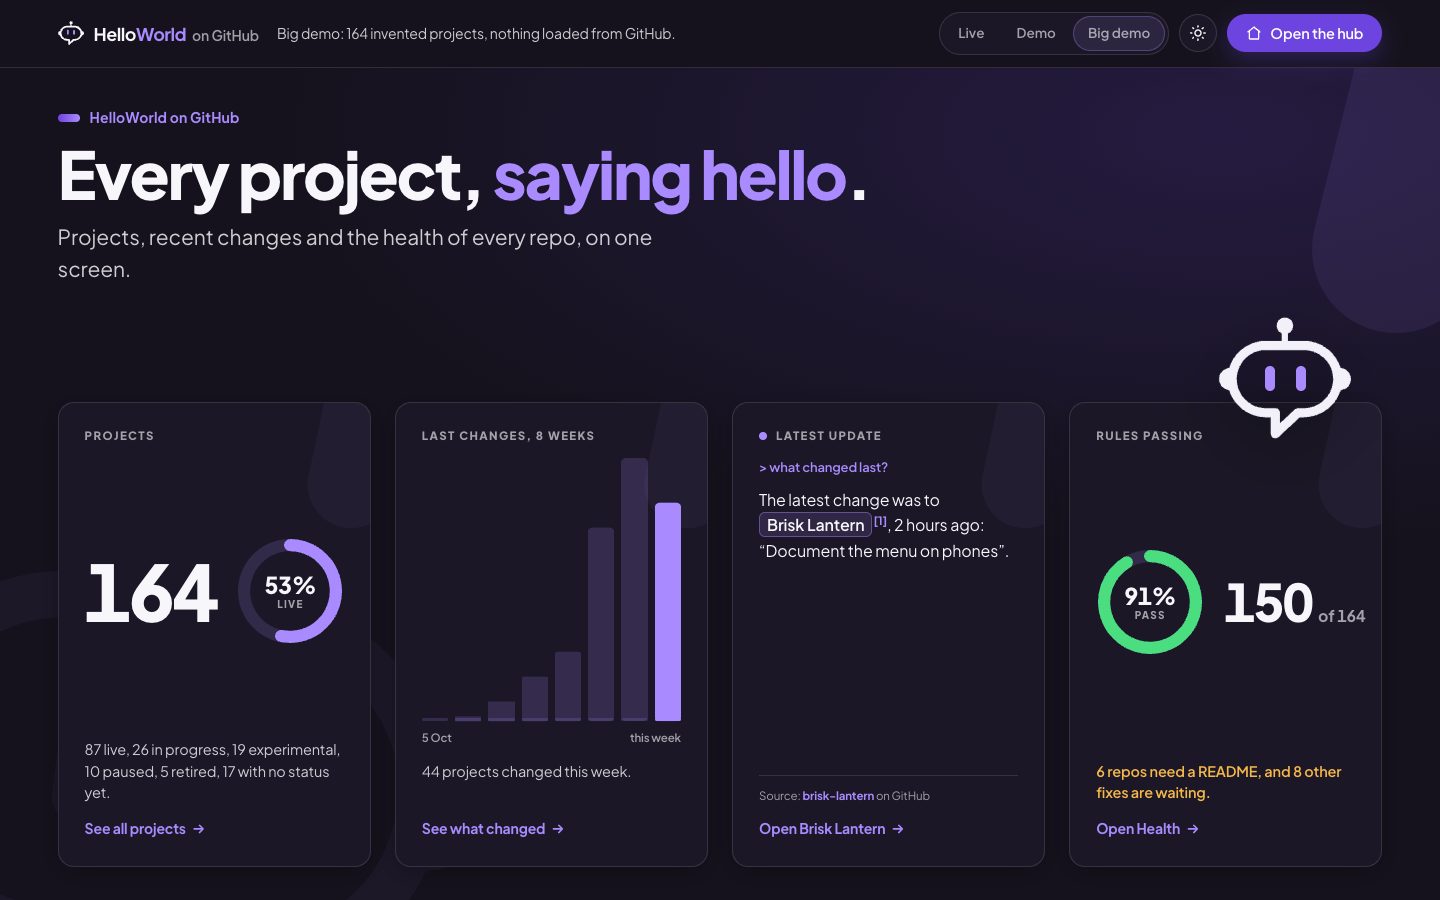 HelloWorld on GitHub
Big demo: 164 invented projects, nothing loaded from GitHub.
Live
Demo
Big demo
Open the hub
HelloWorld on GitHub
Every project, saying hello.
Projects, recent changes and the health of every repo, on one
screen.
PROJECTS
164
53%
LIVE
87 live, 26 in progress, 19 experimental,
10 paused, 5 retired, 17 with no status
yet.
See all projects →
LAST CHANGES, 8 WEEKS
5 Oct
this week
44 projects changed this week.
See what changed →
LATEST UPDATE
> what changed last?
The latest change was to
Brisk Lantern [1], 2 hours ago:
“Document the menu on phones”.
Source: brisk-lantern on GitHub
Open Brisk Lantern →
RULES PASSING
91%
PASS
150 of 164
6 repos need a README, and 8 other
fixes are waiting.
Open Health →